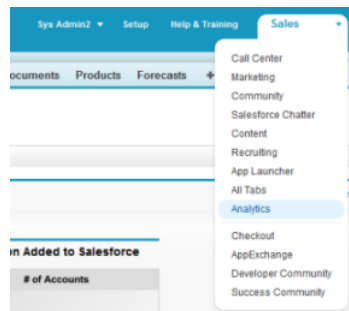 Sys Admin2 Setup Help & Training Sales
Call Center
Marketing
ocuments Products Forecasts +
Community
Salesforce Chatter
Content
Recruiting
App Launcher
All Tabs
Analytics
Checkout
on Added to Salesforce
AppExchange
# of Accounts
Developer Community
Success Community